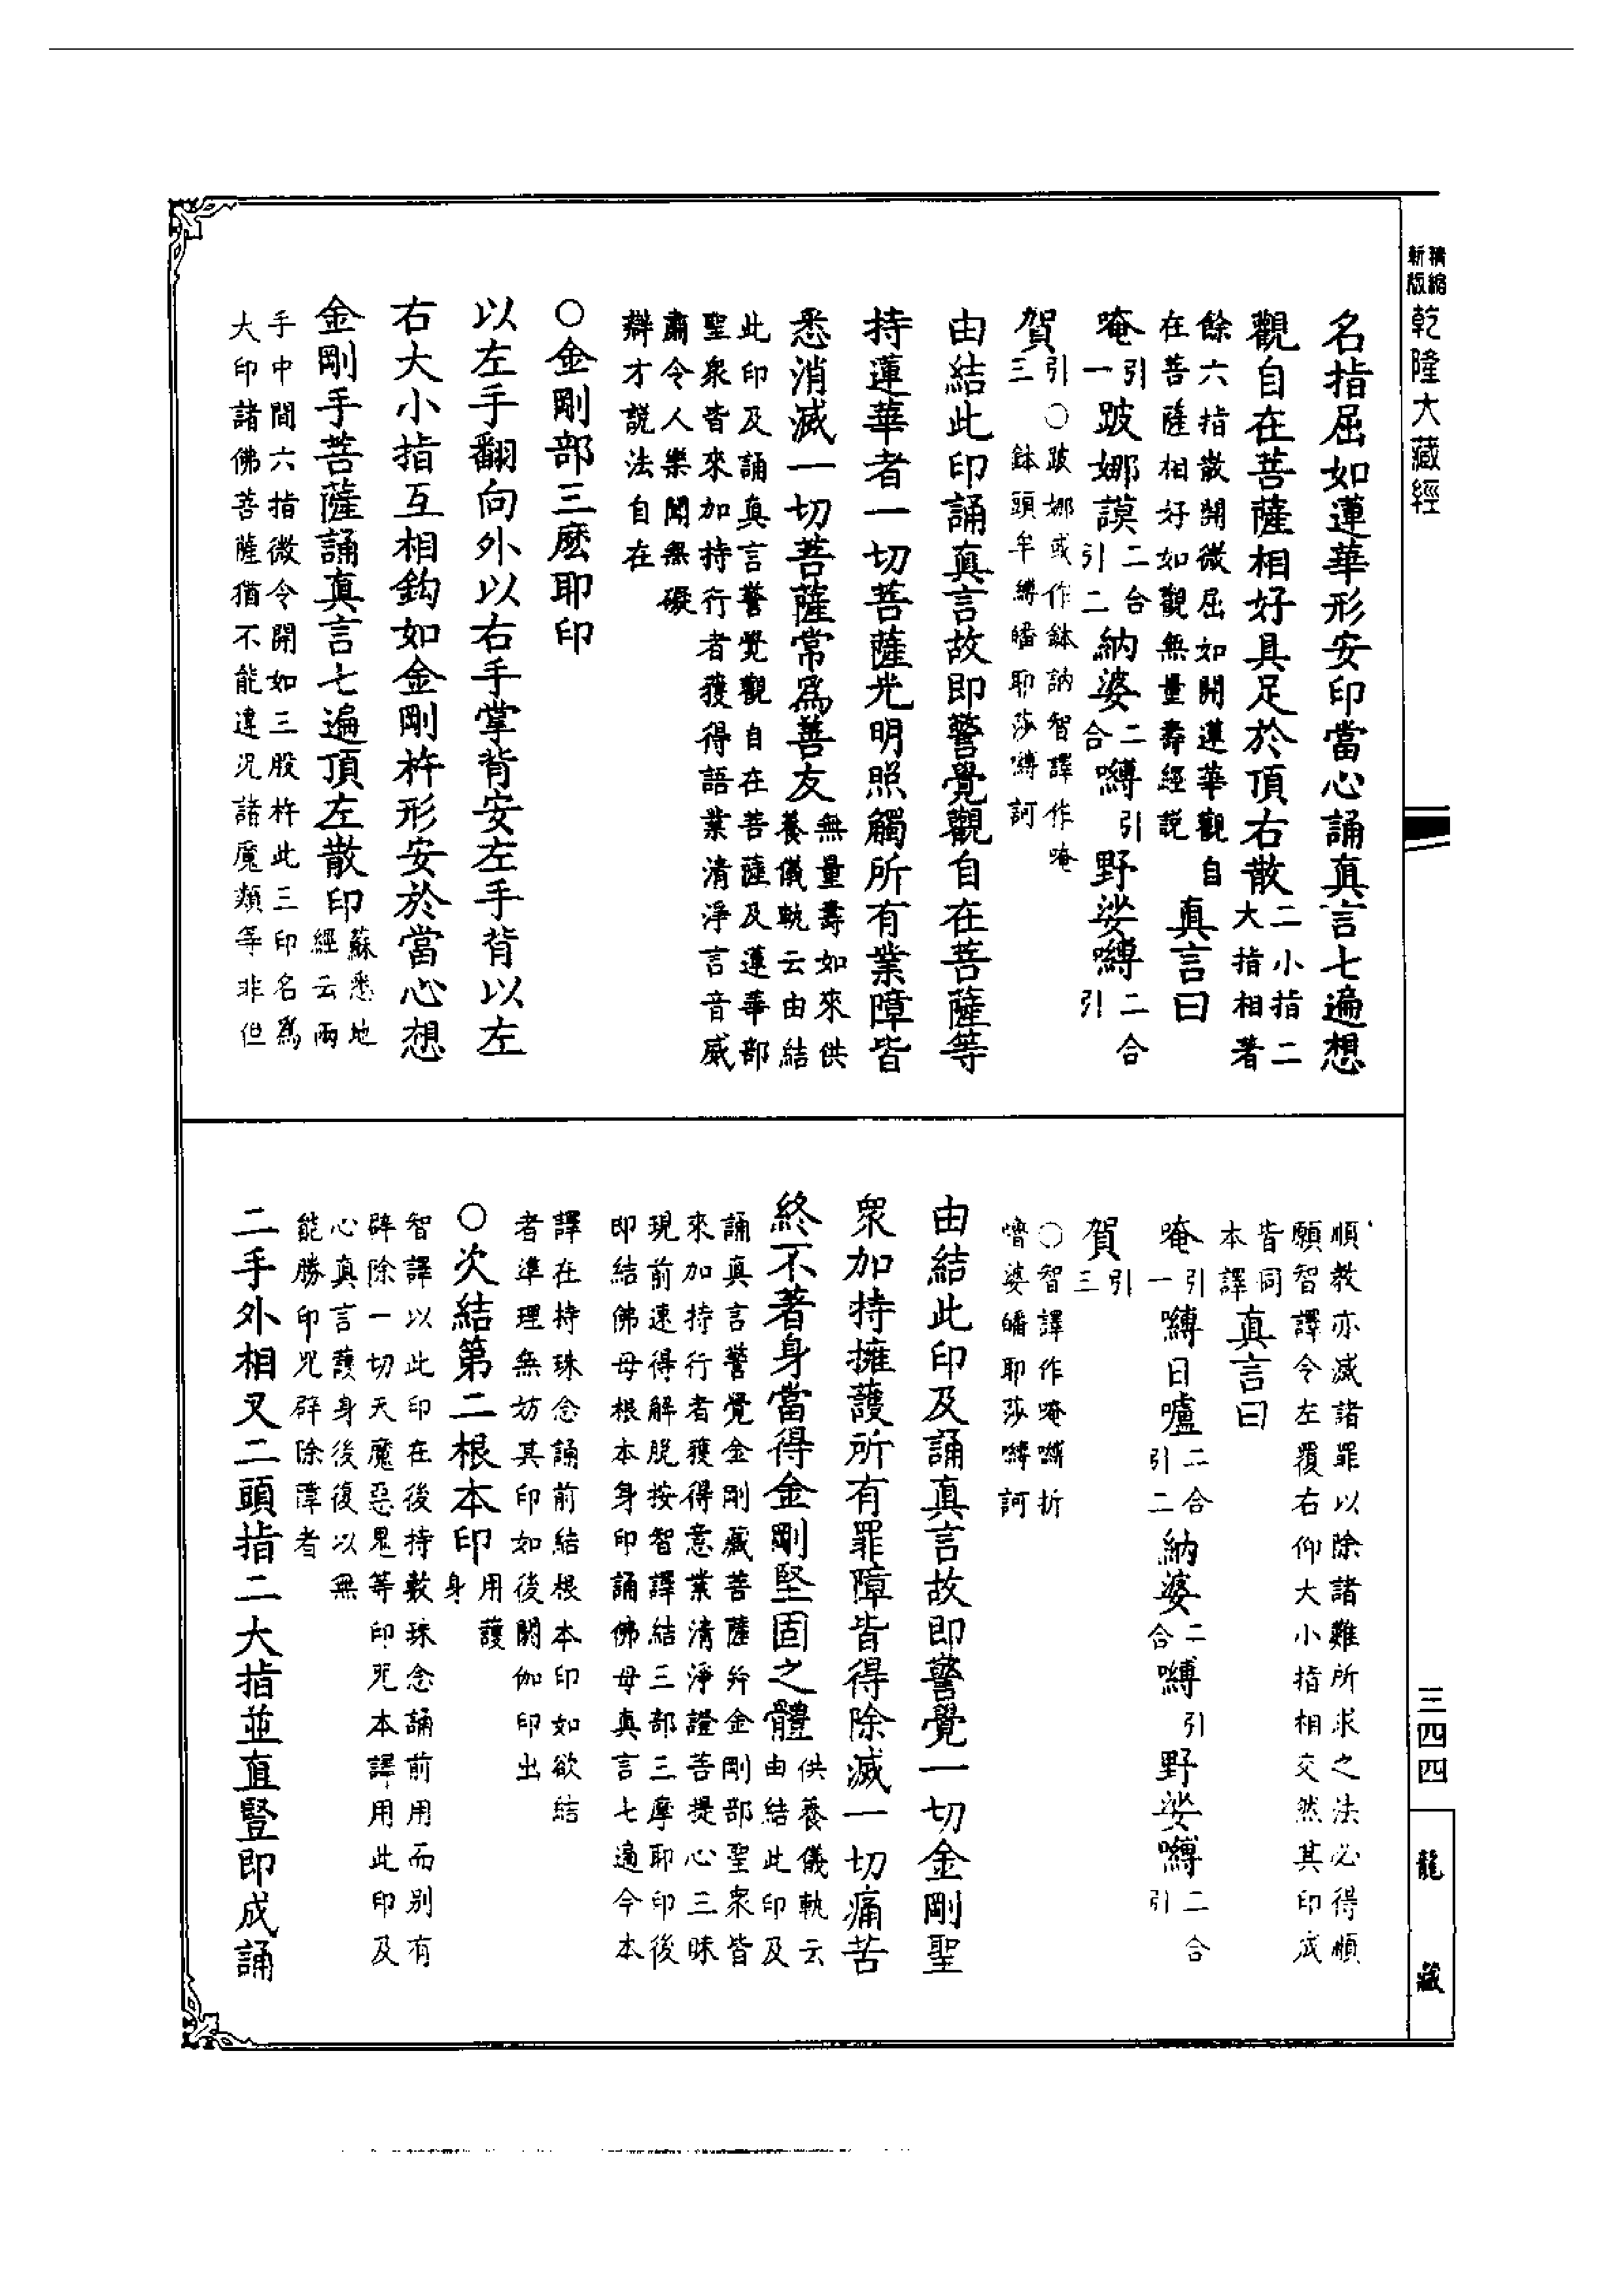 精縮
新版
乾隆大藏經
名指屈如蓮華形安印當心誦真言七遍想
觀自在菩薩相好具足於頂右散二小指二
大指相著
餘六指散開微屈如開蓮華觀自
在菩薩相好如觀無量壽經説
真言曰
唵引一跛娜謨二合引二納婆二合嚩引野娑嚩二合引
賀引三
○跛娜或作鉢訥智譯作唵
鉢頭牟縛皤耶莎嚩訶
由結此印誦真言故即警覺觀自在菩薩等
持蓮華者一切菩薩光明照觸所有業障皆
悉消滅一切菩薩常爲善友無量壽如來供
養儀軌云由結
此印及誦真言警覺觀自在菩薩及蓮華部
聖衆皆來加持行者獲得語業清淨言音威
肅令人樂聞無礙
辯才説法自在
○金剛部三麽耶印
以左手翻向外以右手掌背安左手背以左
右大小指互相鈎如金剛杵形安於當心想
金剛手菩薩誦真言七遍頂左散印蘇悉地
經云兩
手中間六指微令開如三股杵此三印名爲
大印諸佛菩薩猶不能違况諸魔類等非但
順教亦滅諸罪以除諸難所求之法必得順
願智譯令左覆右仰大小指相交然其印成
皆同
本譯
真言曰
唵引一嚩日嚧二合引二納婆二合嚩引野娑嚩二合引
賀引三
○智譯作唵嚩折
嚕婆皤耶莎嚩訶
由結此印及誦真言故即警覺一切金剛聖
衆加持擁護所有罪障皆得除滅一切痛苦
終不著身當得金剛堅固之體供養儀軌云
由結此印及
誦真言警覺金剛藏菩薩并金剛部聖衆皆
來加持行者獲得意業清淨證菩提心三昧
現前速得解脱按智譯結三部三摩耶印後
即結佛母根本身印誦佛母真言七遍今本
譯在持珠念誦前結根本印如欲結
者準理無妨其印如後閼伽印出
○次結第二根本印用護
身
智譯以此印在後持數珠念誦前用而别有
辟除一切天魔惡鬼等印咒本譯用此印及
心真言護身後復以無
能勝印咒辟除障者
二手外相叉二頭指二大指並直豎即成誦
三四四
龍藏